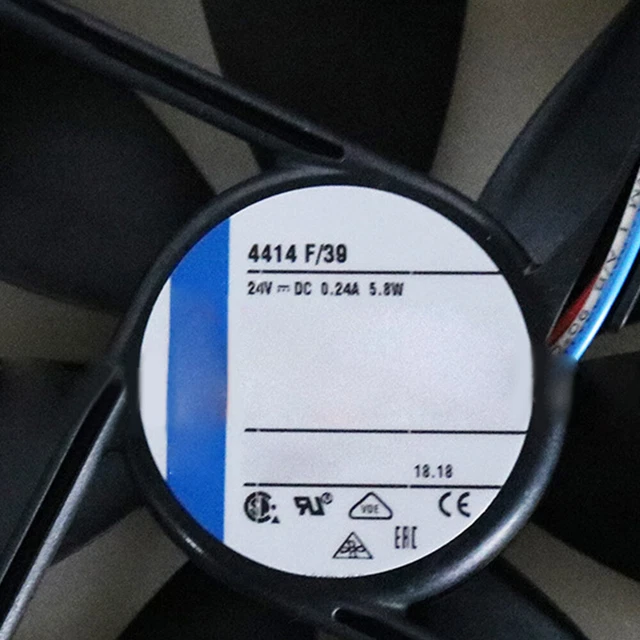 4414 F/39
24V ⎓ DC 0.24A 5.8W
18.18
VDE
CE
EAC